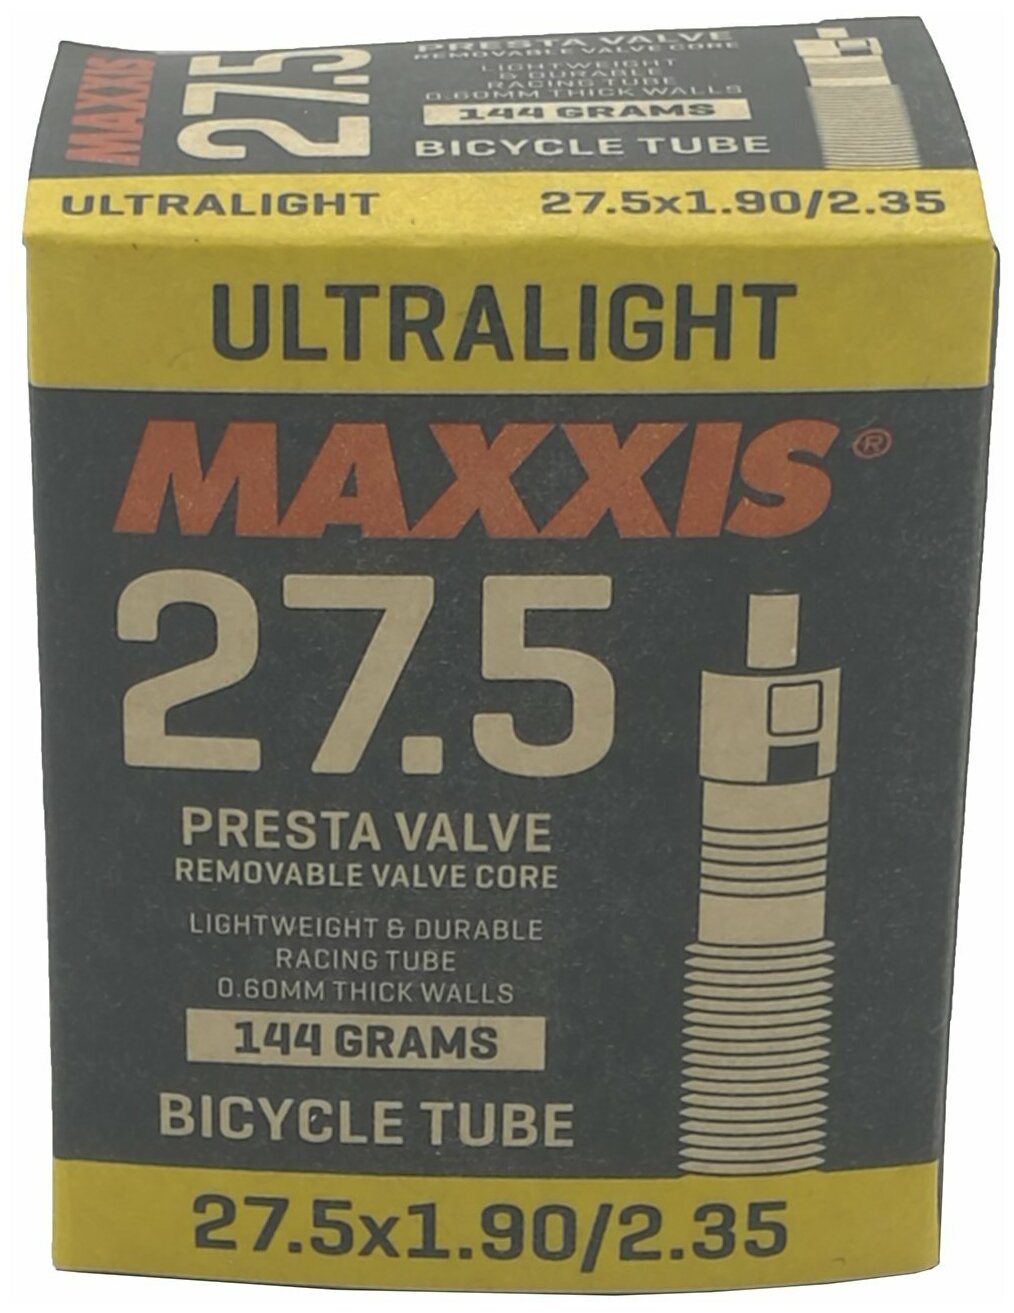 MAXXIS
27.5
PRESTA VALVE
REMOVABLE VALVE CORE
LIGHTWEIGHT
& DURABLE
RACING TUBE
0.60MM THICK WALLS
144 GRAMS
BICYCLE TUBE
ULTRALIGHT 27.5x1.90/2.35
ULTRALIGHT
MAXXIS®
27.5
PRESTA VALVE
REMOVABLE VALVE CORE
LIGHTWEIGHT & DURABLE
RACING TUBE
0.60MM THICK WALLS
144 GRAMS
BICYCLE TUBE
27.5x1.90/2.35